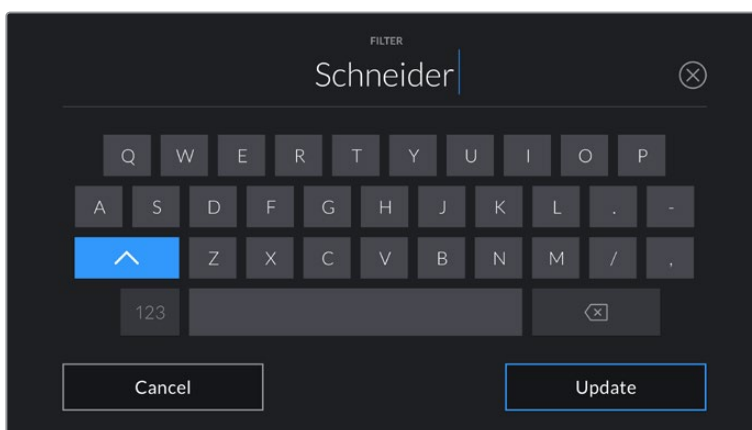 FILTER
Schneider
Q W E R T Y U I O P
A S D F G H J K L . -
Z X C V B N M / ,
123
Cancel Update